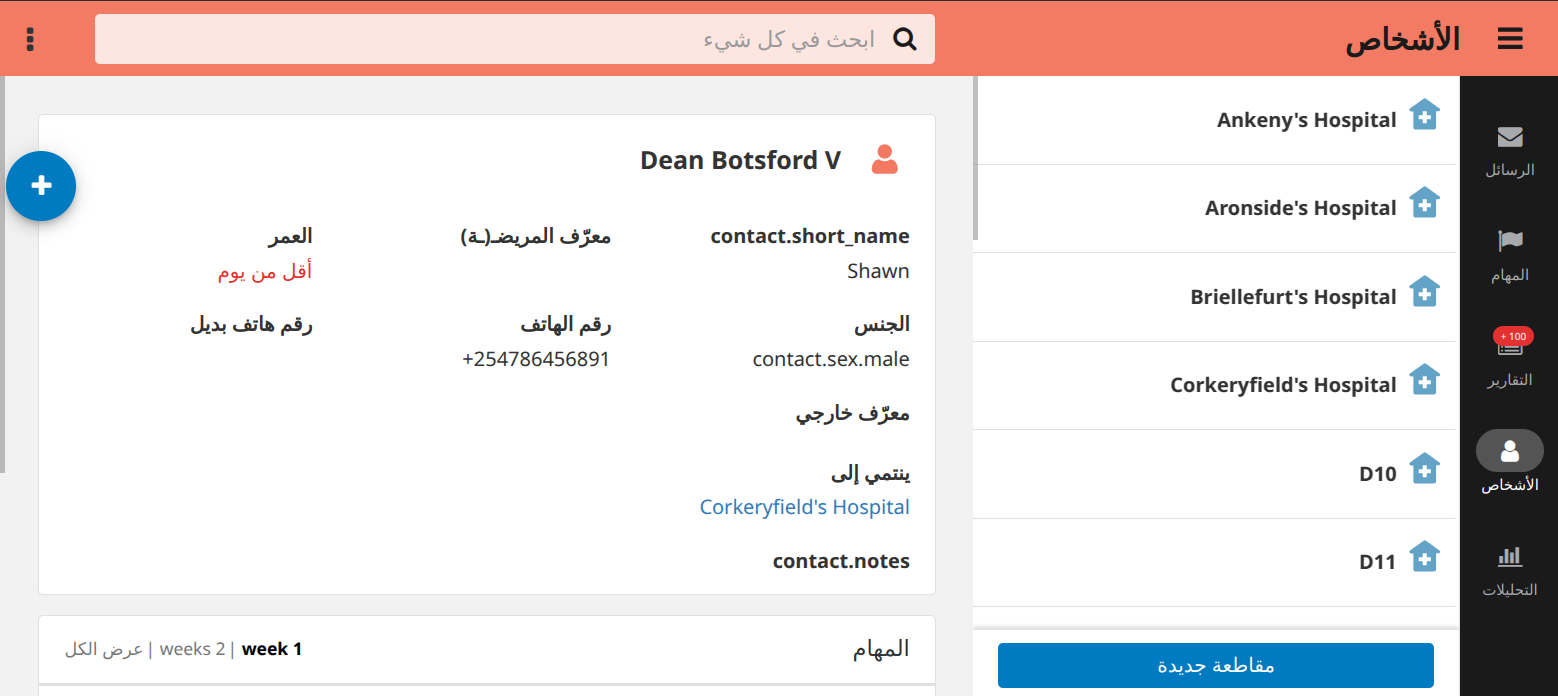 الأشخاص
ابحث في كل شيء
الرسائل
المهام
100 +
التقارير
الأشخاص
التحليلات
Ankeny's Hospital
Aronside's Hospital
Briellefurt's Hospital
Corkeryfield's Hospital
D10
D11
مقاطعة جديدة
Dean Botsford V
contact.short_name
Shawn
معرّف المريضـ(ـة)
العمر
أقل من يوم
الجنس
contact.sex.male
رقم الهاتف
+254786456891
رقم هاتف بديل
معرّف خارجي
ينتمي إلى
Corkeryfield's Hospital
contact.notes
المهام
عرض الكل | weeks 2 | week 1